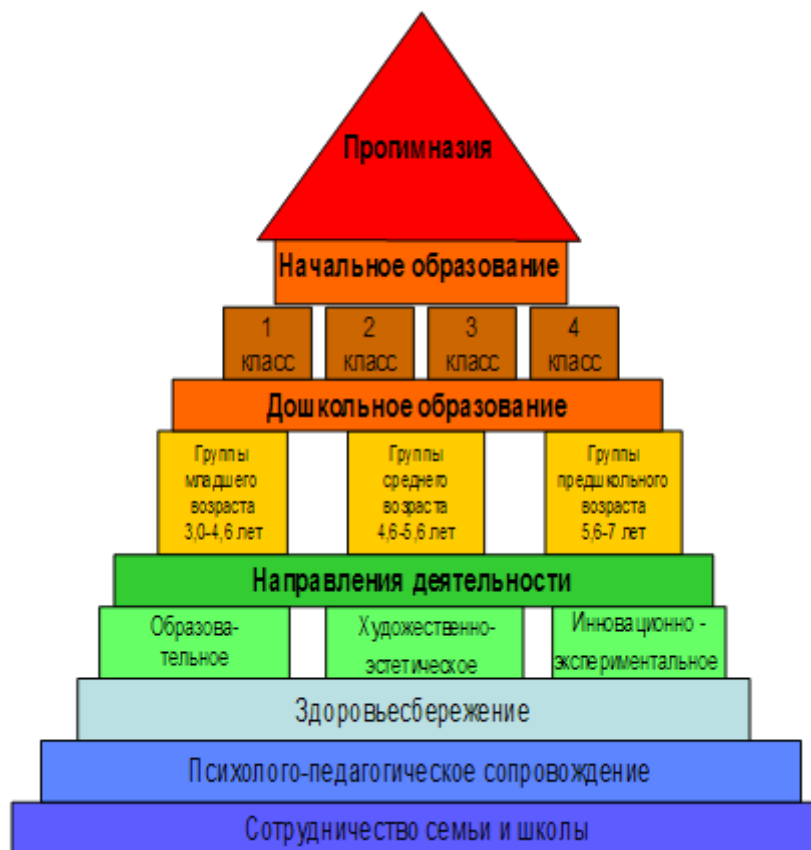 Прогимназия
Начальное образование
1
класс
2
класс
3
класс
4
класс
Дошкольное образование
Группы
младшего
возраста
3,0-4,6 лет
Группы
среднего
возраста
4,6-5,6 лет
Группы
предшкольного
возраста
5,6-7 лет
Направления деятельности
Образова-
тельное
Художественно-
эстетическое
Инновационно -
экспериментальное
Здоровьесбережение
Психолого-педагогическое сопровождение
Сотрудничество семьи и школы